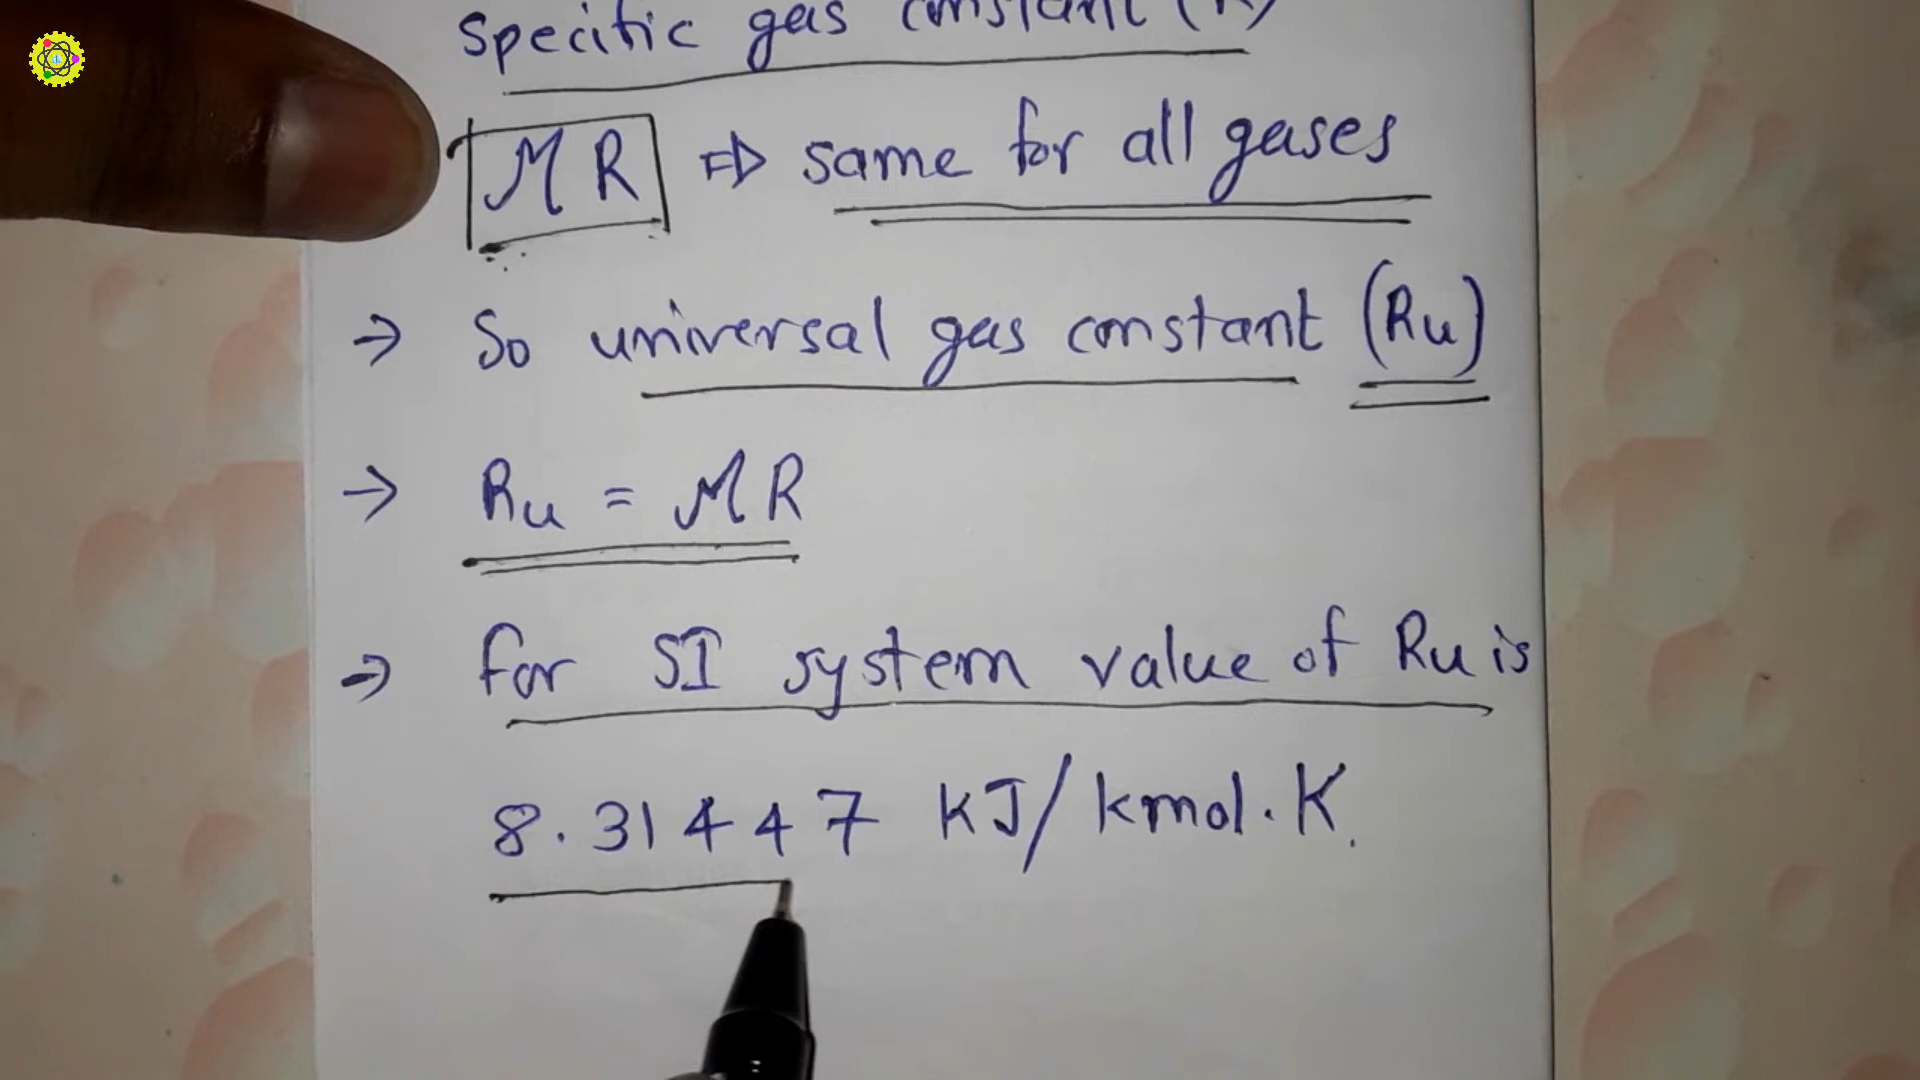 Specific gas constant (R)
MR ⇒ same for all gases
→ So universal gas constant (Ru)
→ Ru = MR
→ for SI system value of Ru is
8.31447 KJ/kmol.K.